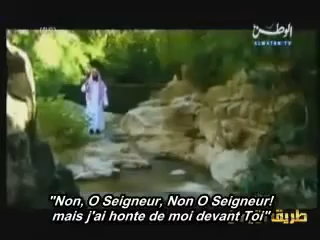 الوطن
ALWATAN TV
"Non, O Seigneur, Non O Seigneur!
mais j'ai honte de moi devant Toi"
طريق